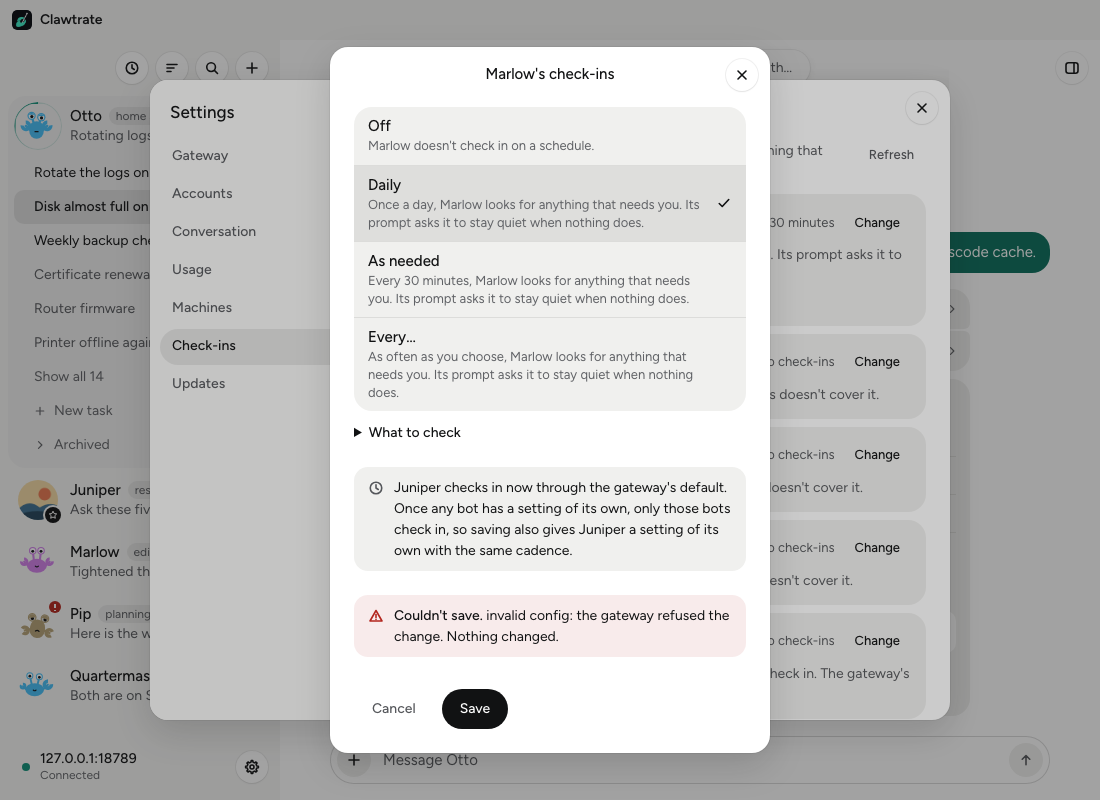 Clawtrate
th...
Otto home
Rotating logs
Rotate the logs on
Disk almost full on
Weekly backup che
Certificate renewa
Router firmware
Printer offline again
Show all 14
New task
Archived
Juniper res
Ask these five
Marlow edi
Tightened th
Pip planning
Here is the w
Quartermas
Both are on S
127.0.0.1:18789
Connected
Settings
Gateway
Accounts
Conversation
Usage
Machines
Check-ins
Updates
Marlow's check-ins
Off
Marlow doesn't check in on a schedule.
Daily
Once a day, Marlow looks for anything that needs you. Its
prompt asks it to stay quiet when nothing does.
As needed
Every 30 minutes, Marlow looks for anything that needs
you. Its prompt asks it to stay quiet when nothing does.
Every...
As often as you choose, Marlow looks for anything that
needs you. Its prompt asks it to stay quiet when nothing
does.
What to check
Juniper checks in now through the gateway's default.
Once any bot has a setting of its own, only those bots
check in, so saving also gives Juniper a setting of its
own with the same cadence.
Couldn't save. invalid config: the gateway refused the
change. Nothing changed.
Cancel
Save
ning that
Refresh
30 minutes Change
. Its prompt asks it to
o check-ins Change
s doesn't cover it.
o check-ins Change
oesn't cover it.
o check-ins Change
esn't cover it.
o check-ins Change
heck in. The gateway's
scode cache.
Message Otto